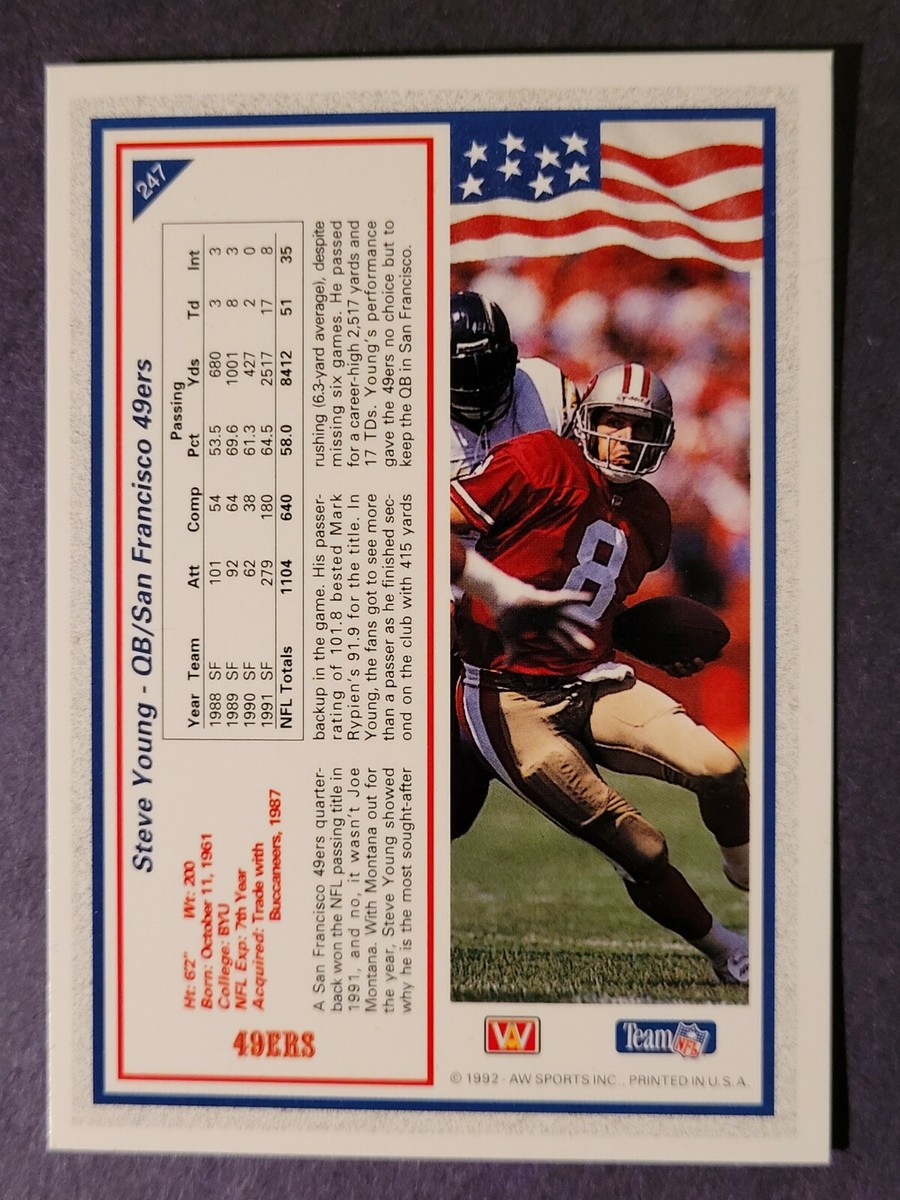 247
Steve Young - QB/San Francisco 49ers
Ht: 6'2" Wt: 200
Born: October 11, 1961
College: BYU
NFL Exp: 7th Year
Acquired: Trade with
Buccaneers, 1987
49ERS
Passing
Year Team Att Comp Pct Yds Td Int
1988 SF 101 54 53.5 680 3 3
1989 SF 92 64 69.6 1001 8 3
1990 SF 62 38 61.3 427 2 0
1991 SF 279 180 64.5 2517 17 8
NFL Totals 1104 640 58.0 8412 51 35
A San Francisco 49ers quarter-
back won the NFL passing title in
1991, and no, it wasn't Joe
Montana. With Montana out for
the year, Steve Young showed
why he is the most sought-after
backup in the game. His passer-
rating of 101.8 bested Mark
Rypien's 91.9 for the title. In
Young, the fans got to see more
than a passer as he finished sec-
ond on the club with 415 yards
rushing (6.3-yard average), despite
missing six games. He passed
for a career-high 2,517 yards and
17 TDs. Young's performance
gave the 49ers no choice but to
keep the QB in San Francisco.
8
W
Team NFL
© 1992 - AW SPORTS INC., PRINTED IN U.S.A.